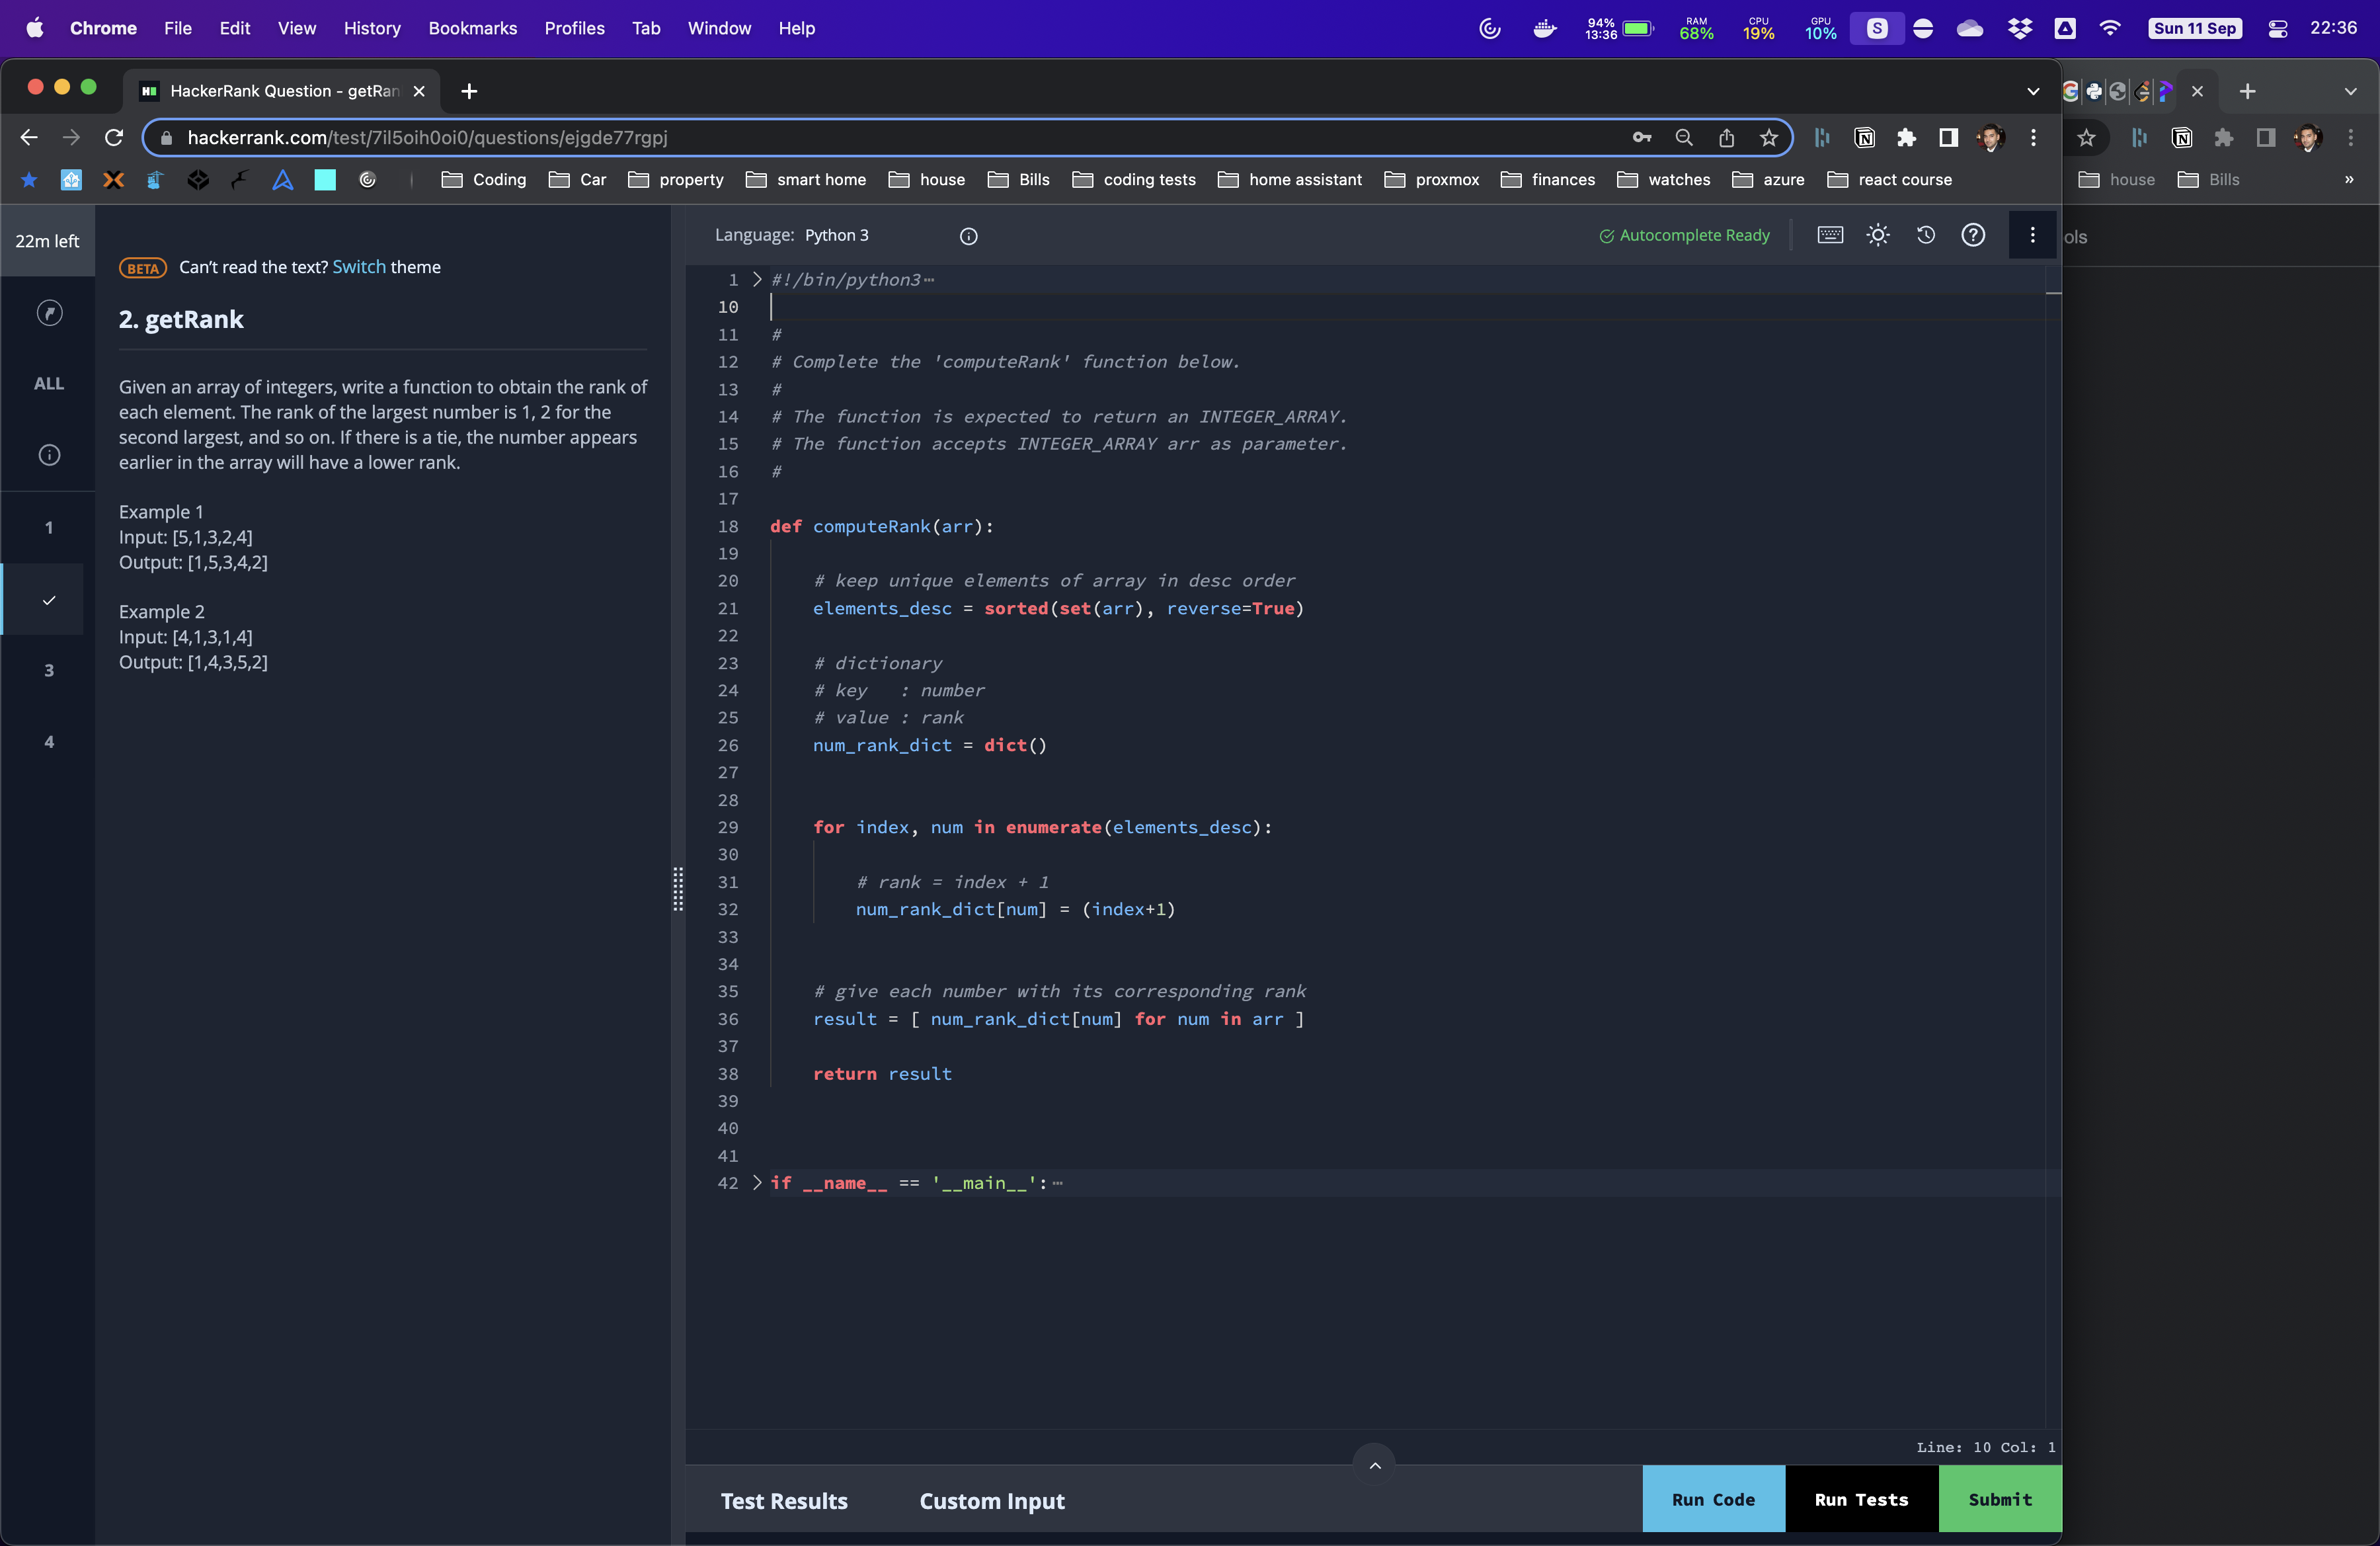 Chrome File Edit View History Bookmarks Profiles Tab Window Help 94% 13:36 RAM 68% CPU 19% GPU 10% S Sun 11 Sep 22:36
HackerRank Question - getRan
hackerrank.com/test/7il5oih0oi0/questions/ejgde77rgpj
Coding Car property smart home house Bills coding tests home assistant proxmox finances watches azure react course house Bills »
22m left
ALL
1
3
4
BETA Can't read the text? Switch theme
2. getRank
Given an array of integers, write a function to obtain the rank of
each element. The rank of the largest number is 1, 2 for the
second largest, and so on. If there is a tie, the number appears
earlier in the array will have a lower rank.
Example 1
Input: [5,1,3,2,4]
Output: [1,5,3,4,2]
Example 2
Input: [4,1,3,1,4]
Output: [1,4,3,5,2]
Language: Python 3 Autocomplete Ready
ols
1 #!/bin/python3⋯
10
11 #
12 # Complete the 'computeRank' function below.
13 #
14 # The function is expected to return an INTEGER_ARRAY.
15 # The function accepts INTEGER_ARRAY arr as parameter.
16 #
17
18 def computeRank(arr):
19
20 # keep unique elements of array in desc order
21 elements_desc = sorted(set(arr), reverse=True)
22
23 # dictionary
24 # key : number
25 # value : rank
26 num_rank_dict = dict()
27
28
29 for index, num in enumerate(elements_desc):
30
31 # rank = index + 1
32 num_rank_dict[num] = (index+1)
33
34
35 # give each number with its corresponding rank
36 result = [ num_rank_dict[num] for num in arr ]
37
38 return result
39
40
41
42 if __name__ == '__main__':⋯
Line: 10 Col: 1
Test Results Custom Input Run Code Run Tests Submit